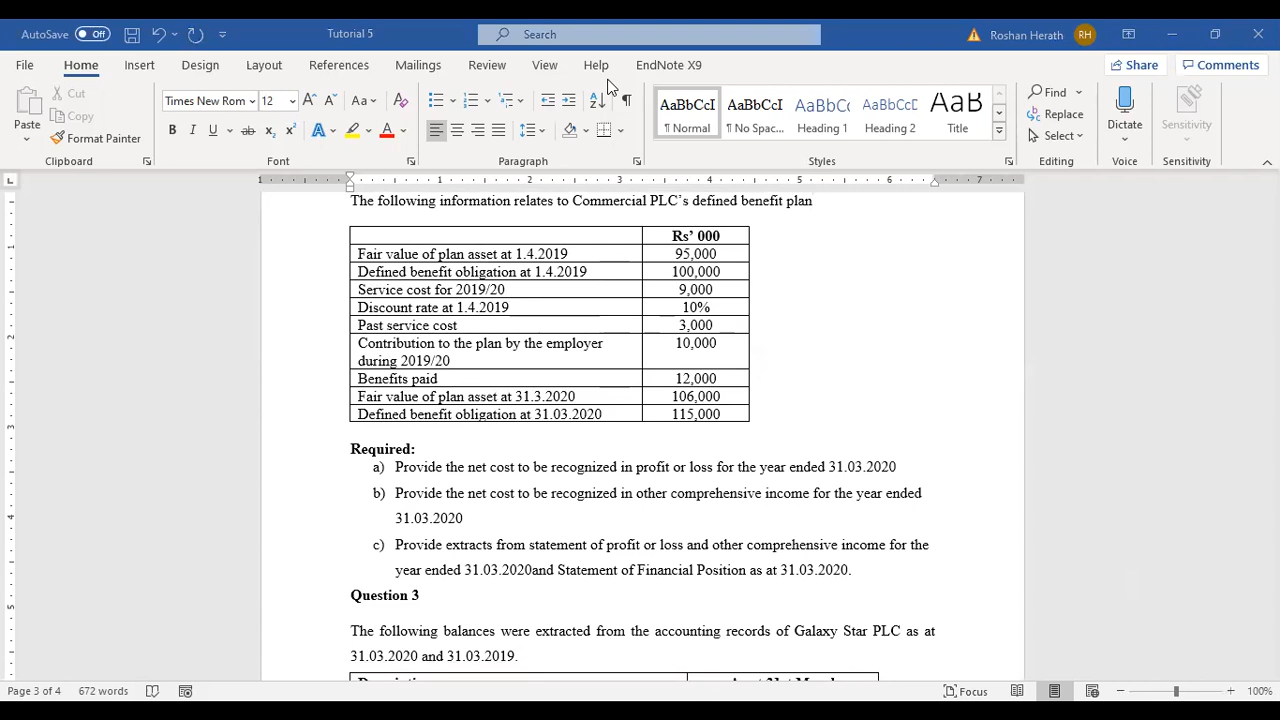 AutoSave Off Tutorial 5 Search Roshan Herath RH
File Home Insert Design Layout References Mailings Review View Help EndNote X9 Share Comments
Paste Cut Copy Format Painter
Times New Rom 12
AaBbCcI AaBbCcI AaBbCc AaBbCcI AaB
¶ Normal ¶ No Spac... Heading 1 Heading 2 Title
Find
Replace
Select
Dictate Sensitivity
Clipboard Font Paragraph Styles Editing Voice Sensitivity
1 1 2 3 4 5 6 7
The following information relates to Commercial PLC's defined benefit plan
Rs' 000
Fair value of plan asset at 1.4.2019 95,000
Defined benefit obligation at 1.4.2019 100,000
Service cost for 2019/20 9,000
Discount rate at 1.4.2019 10%
Past service cost 3,000
Contribution to the plan by the employer 10,000
during 2019/20
Benefits paid 12,000
Fair value of plan asset at 31.3.2020 106,000
Defined benefit obligation at 31.03.2020 115,000
Required:
a) Provide the net cost to be recognized in profit or loss for the year ended 31.03.2020
b) Provide the net cost to be recognized in other comprehensive income for the year ended
31.03.2020
c) Provide extracts from statement of profit or loss and other comprehensive income for the
year ended 31.03.2020and Statement of Financial Position as at 31.03.2020.
Question 3
The following balances were extracted from the accounting records of Galaxy Star PLC as at
31.03.2020 and 31.03.2019.
Page 3 of 4 672 words Focus 100%